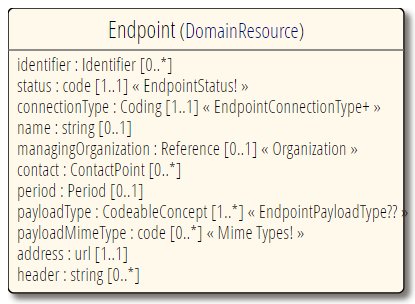 Endpoint (DomainResource)
identifier : Identifier [0..*]
status : code [1..1] « EndpointStatus! »
connectionType : Coding [1..1] « EndpointConnectionType+ »
name : string [0..1]
managingOrganization : Reference [0..1] « Organization »
contact : ContactPoint [0..*]
period : Period [0..1]
payloadType : CodeableConcept [1..*] « EndpointPayloadType?? »
payloadMimeType : code [0..*] « Mime Types! »
address : url [1..1]
header : string [0..*]